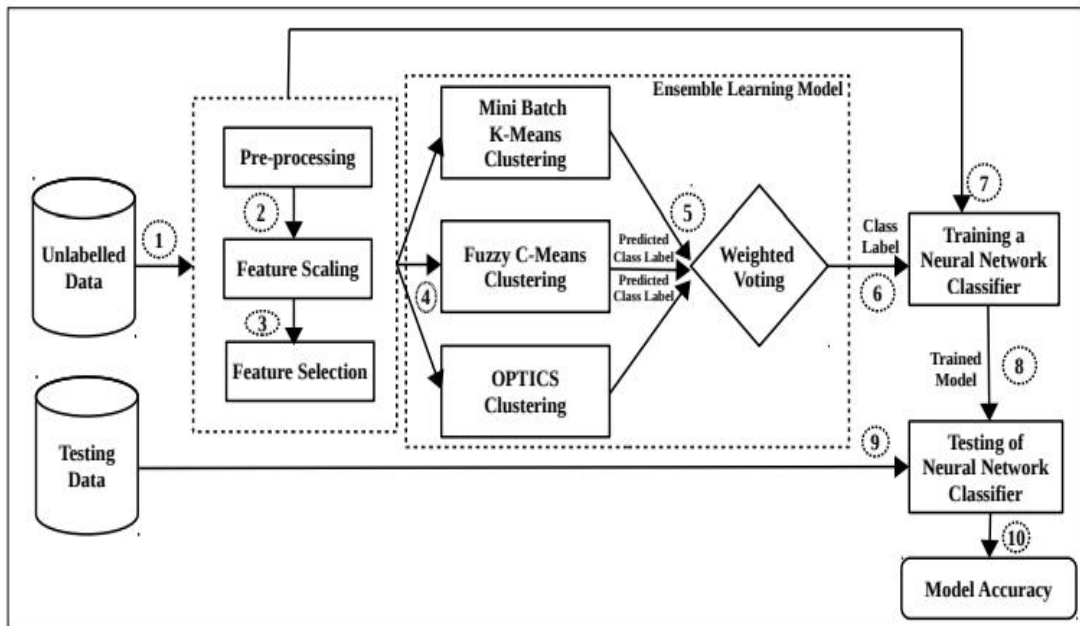 Ensemble Learning Model
Mini Batch
K-Means
Clustering
Pre-processing
7
2
5
1
Unlabelled
Data
Feature Scaling
Fuzzy C-Means
Clustering
Predicted
Class Label
Predicted
Class Label
Weighted
Voting
Class
Label
Training a
Neural Network
Classifier
4
6
3
Feature Selection
OPTICS
Clustering
Trained
Model
8
Testing
Data
9
Testing of
Neural Network
Classifier
10
Model Accuracy